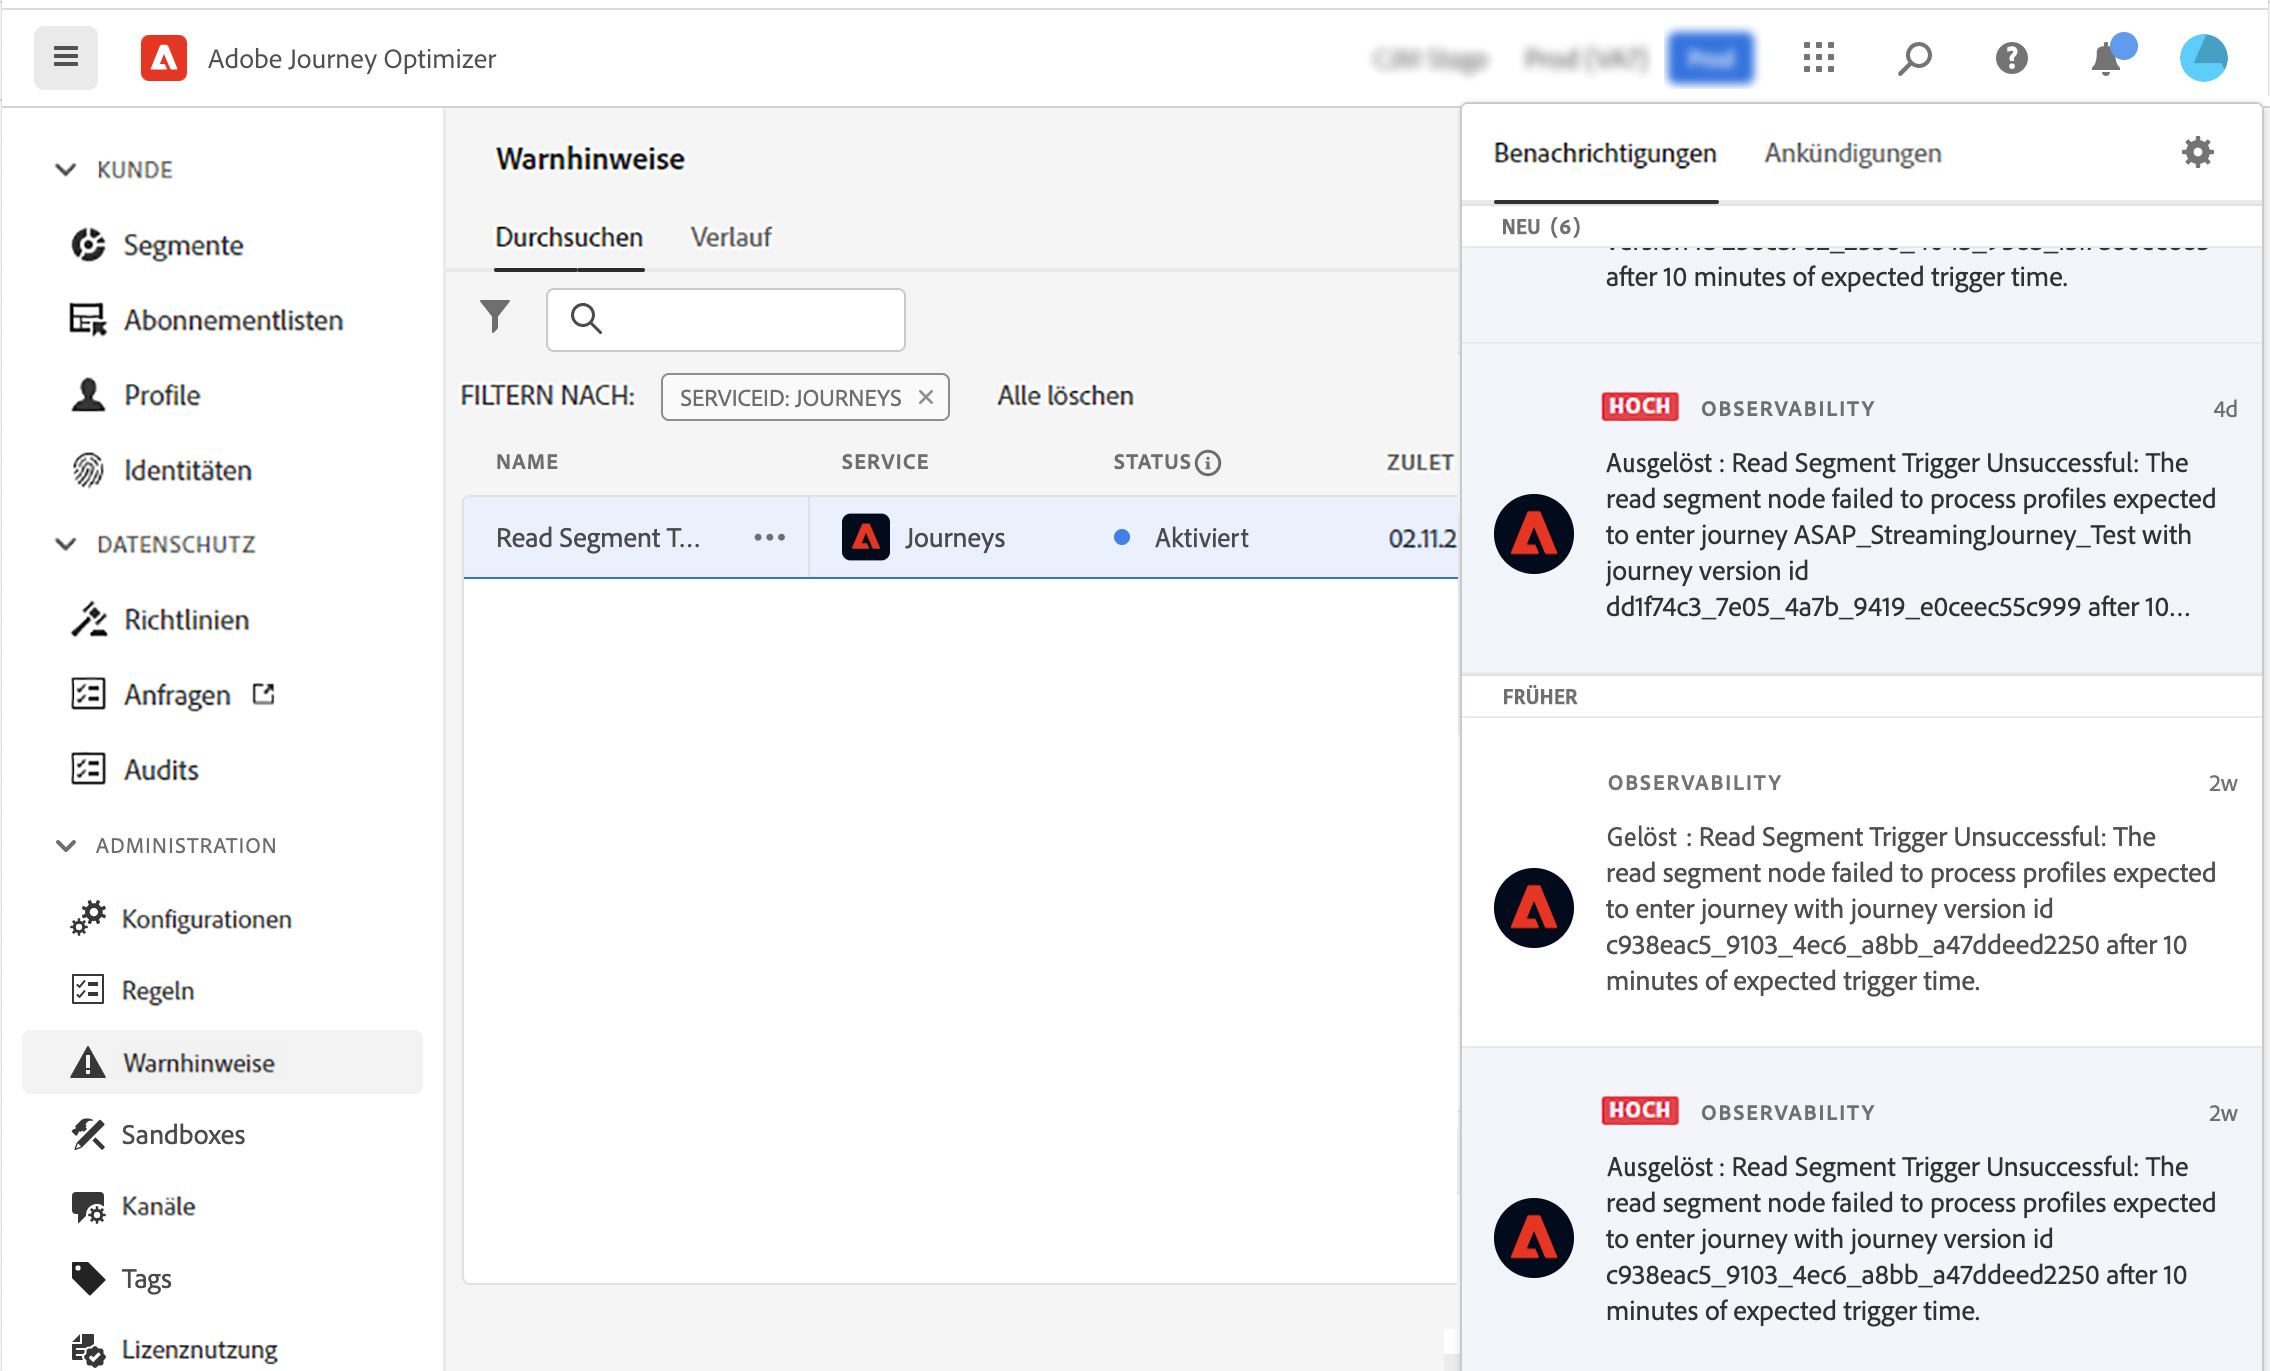 Adobe Journey Optimizer
KUNDE
Segmente
Abonnementlisten
Profile
Identitäten
DATENSCHUTZ
Richtlinien
Anfragen
Audits
ADMINISTRATION
Konfigurationen
Regeln
Warnhinweise
Sandboxes
Kanäle
Tags
Lizenznutzung
Warnhinweise
Durchsuchen Verlauf
FILTERN NACH: SERVICEID: JOURNEYS Alle löschen
NAME SERVICE STATUS ZULET
Read Segment T... Journeys Aktiviert 02.11.2
Benachrichtigungen Ankündigungen
NEU (6)
after 10 minutes of expected trigger time.
HOCH OBSERVABILITY 4d
Ausgelöst : Read Segment Trigger Unsuccessful: The
read segment node failed to process profiles expected
to enter journey ASAP_StreamingJourney_Test with
journey version id
dd1f74c3_7e05_4a7b_9419_e0ceec55c999 after 10...
FRÜHER
OBSERVABILITY 2w
Gelöst : Read Segment Trigger Unsuccessful: The
read segment node failed to process profiles expected
to enter journey with journey version id
c938eac5_9103_4ec6_a8bb_a47ddeed2250 after 10
minutes of expected trigger time.
HOCH OBSERVABILITY 2w
Ausgelöst : Read Segment Trigger Unsuccessful: The
read segment node failed to process profiles expected
to enter journey with journey version id
c938eac5_9103_4ec6_a8bb_a47ddeed2250 after 10
minutes of expected trigger time.